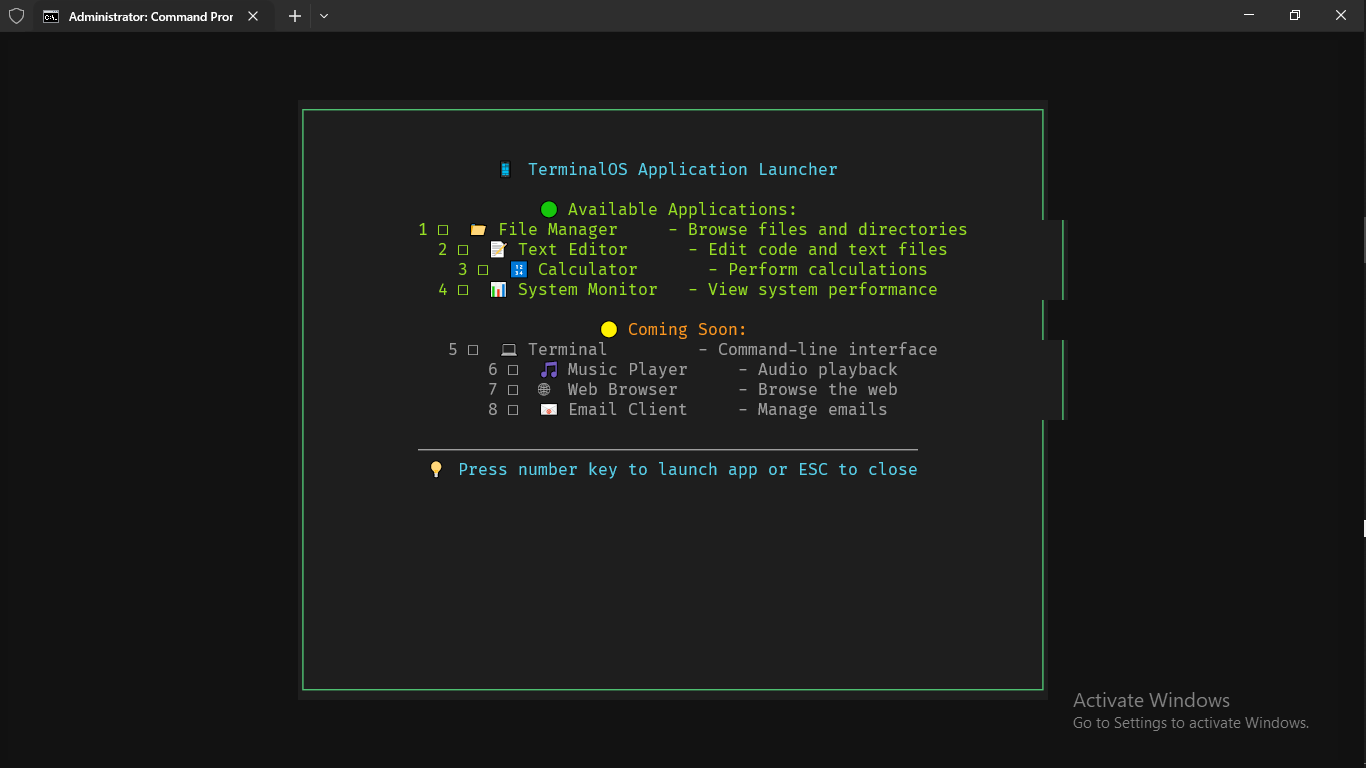 Administrator: Command Pror
📱 TerminalOS Application Launcher
🟢 Available Applications:
1 □ 📂 File Manager - Browse files and directories
2 □ 📝 Text Editor - Edit code and text files
3 □ 🔢 Calculator - Perform calculations
4 □ 📊 System Monitor - View system performance
🟡 Coming Soon:
5 □ 💻 Terminal - Command-line interface
6 □ 🎵 Music Player - Audio playback
7 □ 🌐 Web Browser - Browse the web
8 □ 📧 Email Client - Manage emails
💡 Press number key to launch app or ESC to close
Activate Windows
Go to Settings to activate Windows.